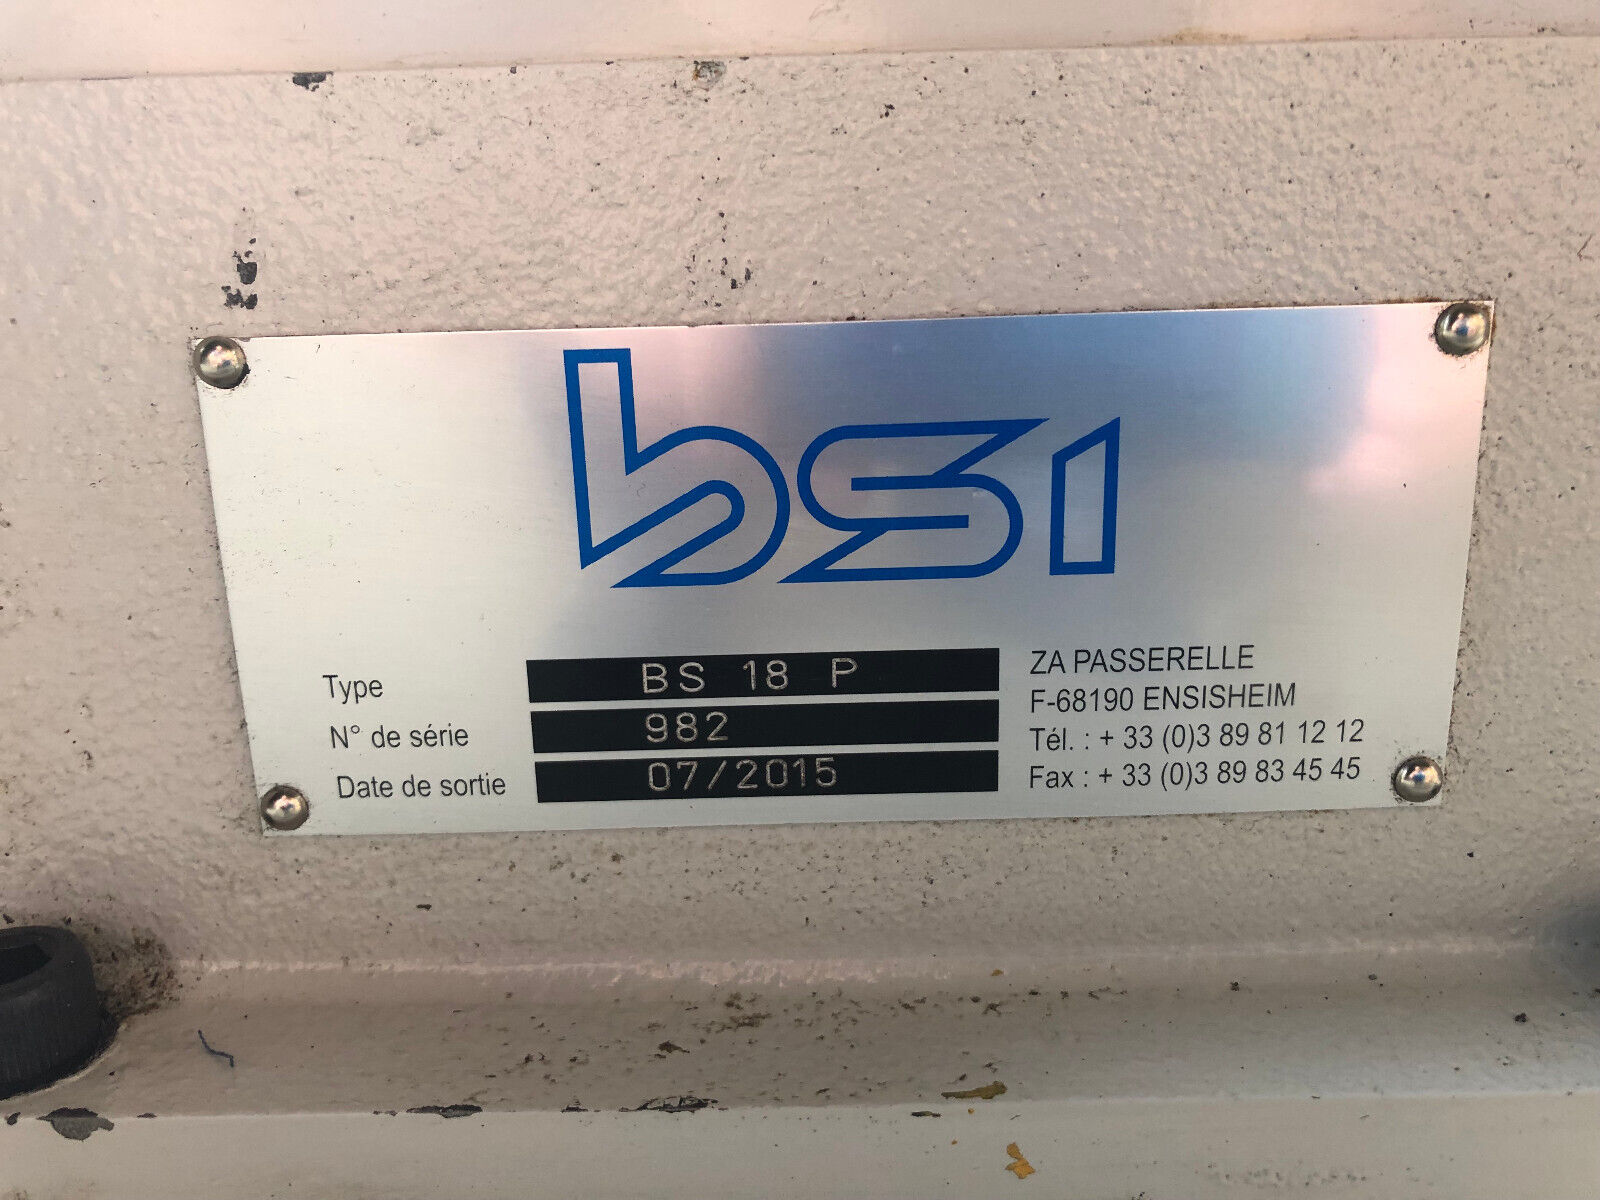 bsi
Type BS 18 P
N° de série 982
Date de sortie 07/2015
ZA PASSERELLE
F-68190 ENSISHEIM
Tél. : + 33 (0)3 89 81 12 12
Fax : + 33 (0)3 89 83 45 45